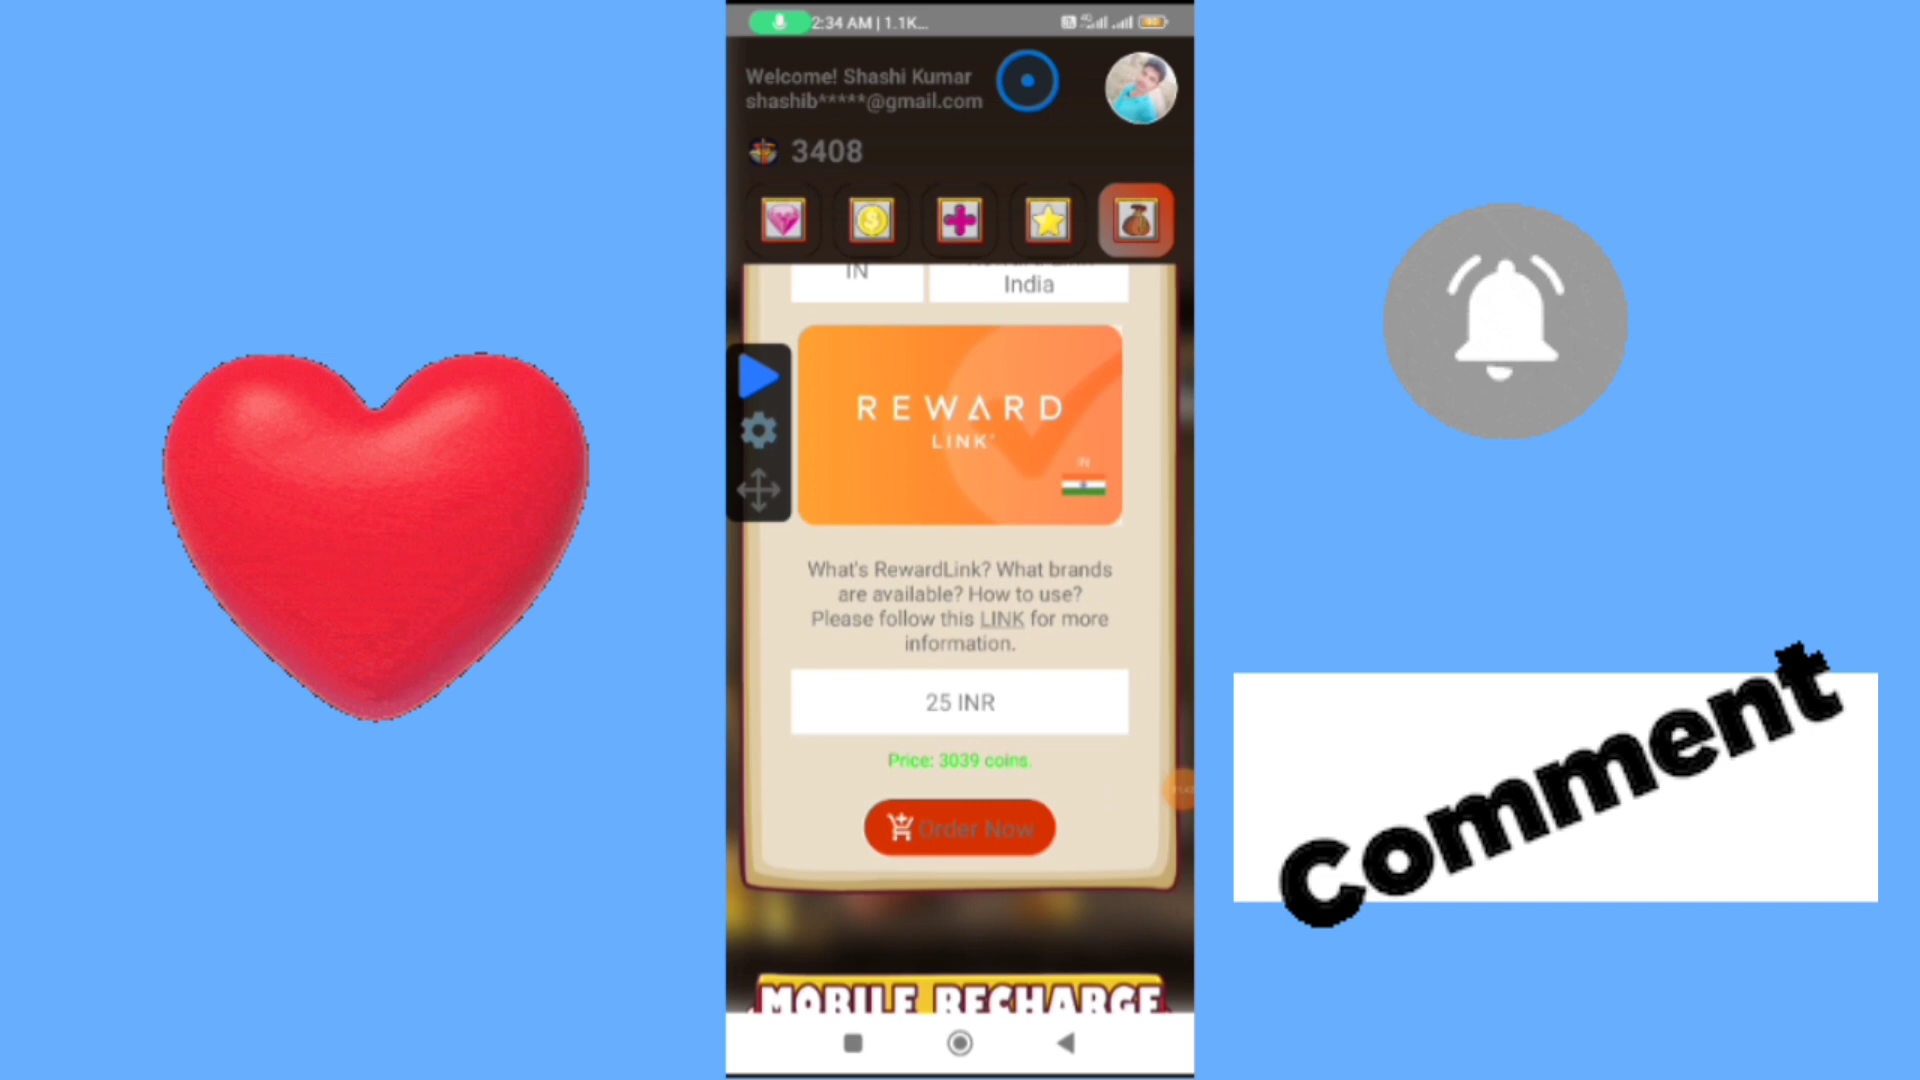 2:34 AM | 1.1K...
Welcome! Shashi Kumar
shashib*****@gmail.com
3408
IN
India
REWARD
LINK
IN
What's RewardLink? What brands
are available? How to use?
Please follow this LINK for more
information.
25 INR
Price: 3039 coins.
Order Now
MOBILE RECHARGE
Comment